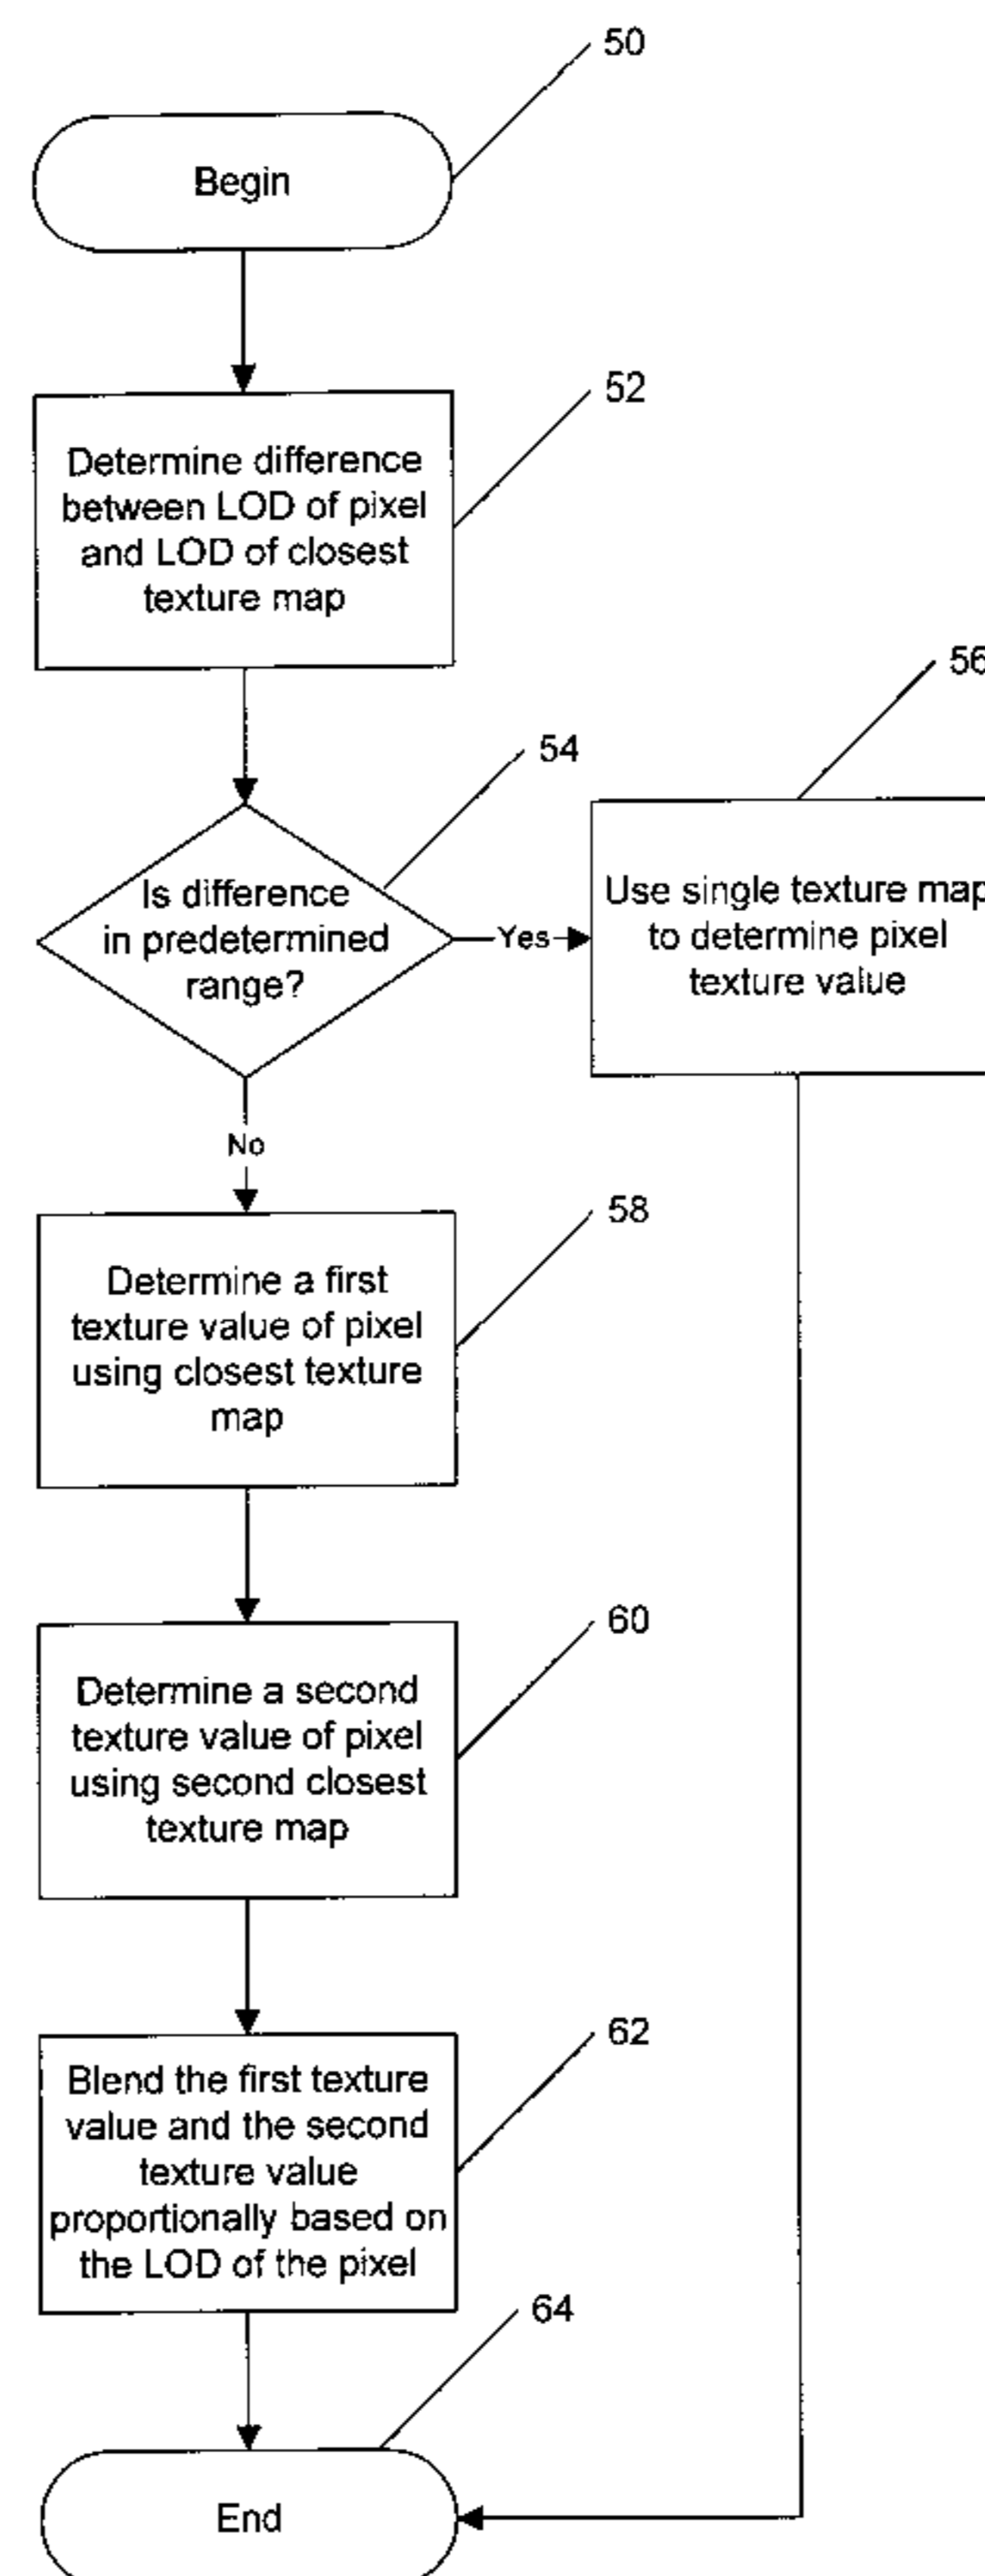 50
Begin
52
Determine difference
between LOD of pixel
and LOD of closest
texture map
56
54
Is difference
in predetermined
range?
Yes
Use single texture map
to determine pixel
texture value
No
58
Determine a first
texture value of pixel
using closest texture
map
60
Determine a second
texture value of pixel
using second closest
texture map
62
Blend the first texture
value and the second
texture value
proportionally based on
the LOD of the pixel
64
End